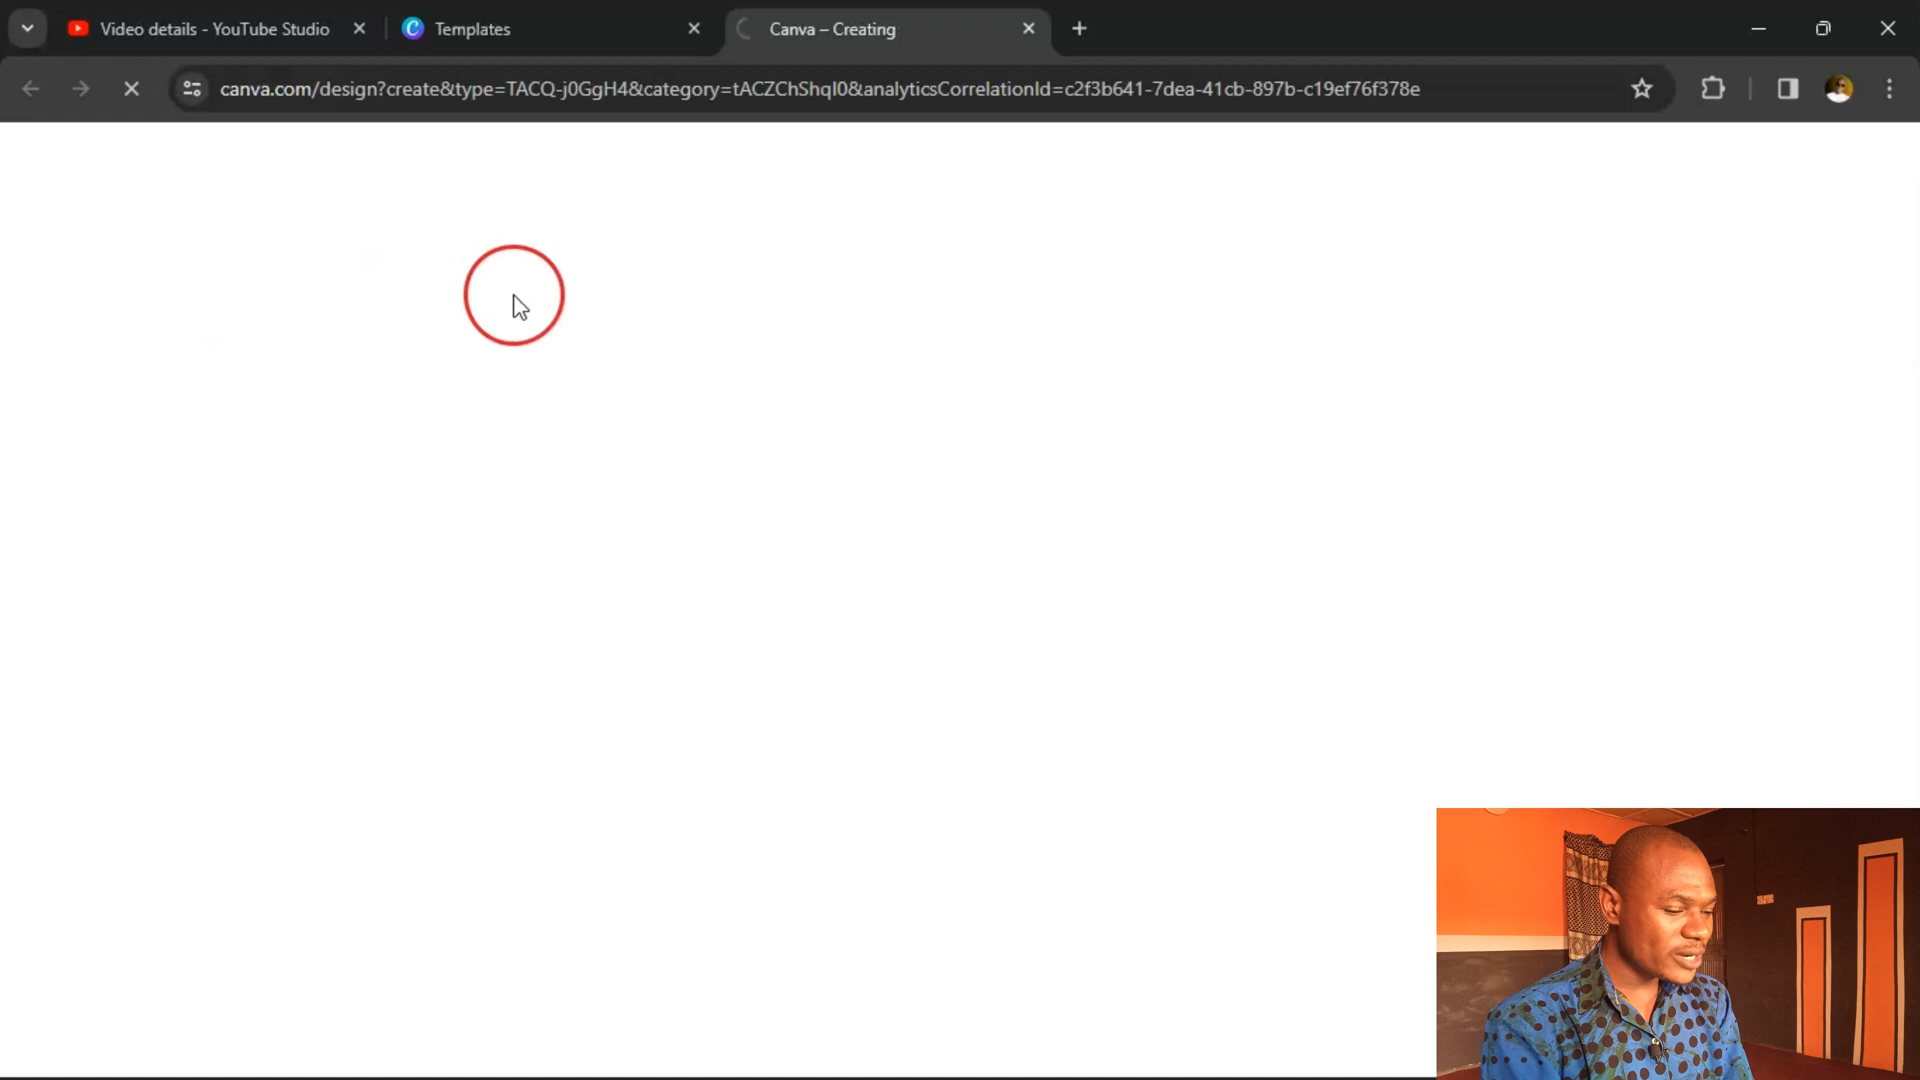 Video details - YouTube Studio
Templates
Canva – Creating
canva.com/design?create&type=TACQ-j0GgH4&category=tACZChShqI0&analyticsCorrelationId=c2f3b641-7dea-41cb-897b-c19ef76f378e